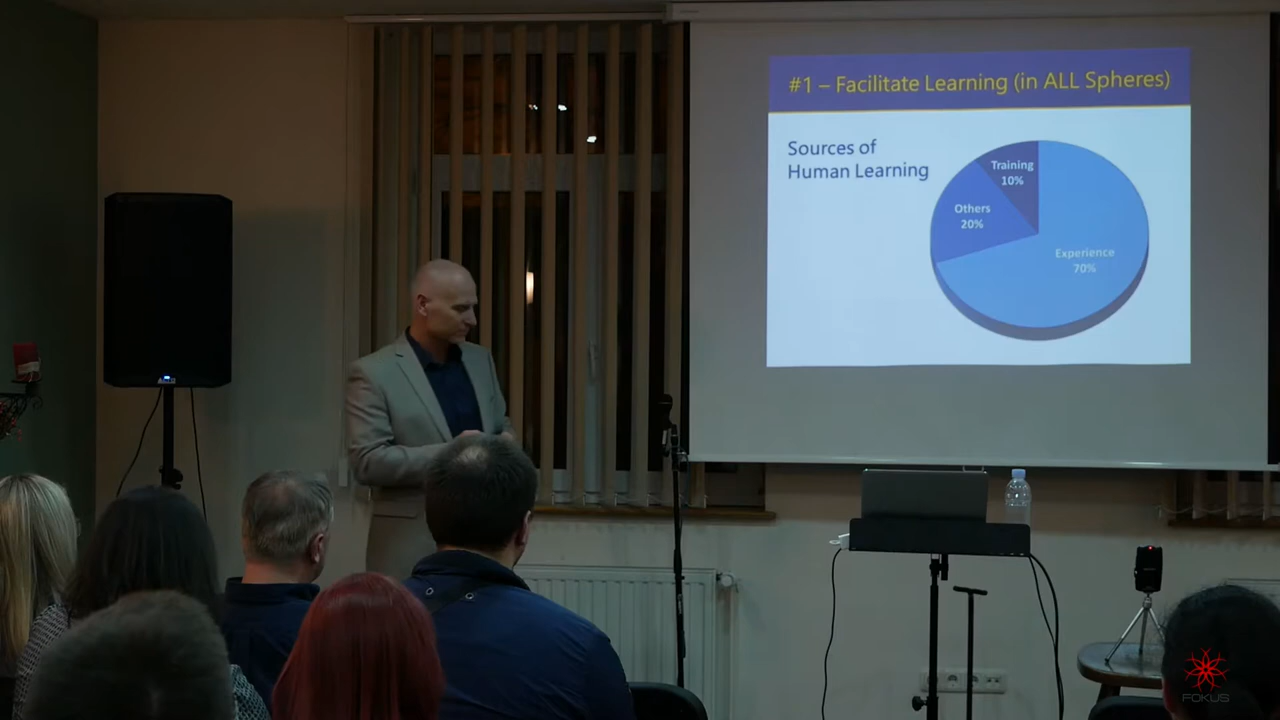 #1 – Facilitate Learning (in ALL Spheres)
Sources of
Human Learning
Training
10%
Others
20%
Experience
70%
FOKUS